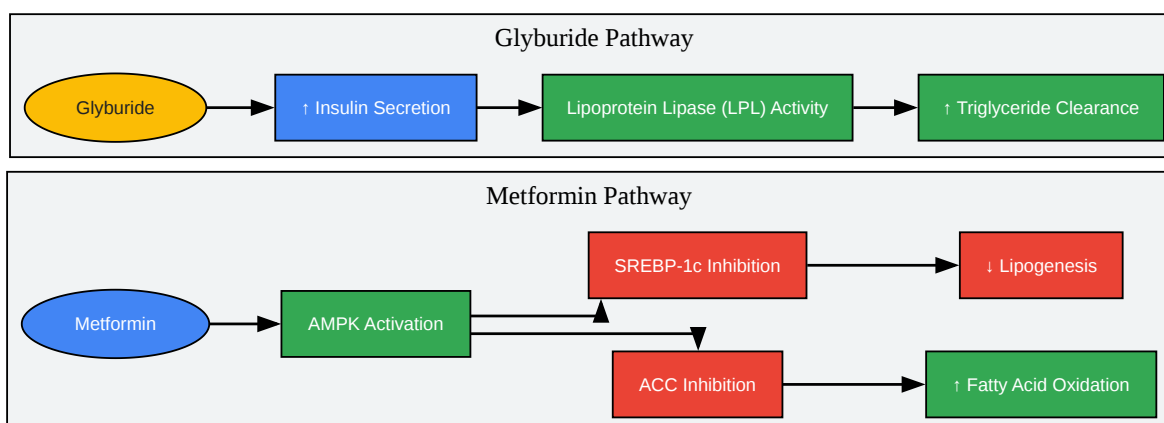 Glyburide Pathway
Glyburide
↑ Insulin Secretion
Lipoprotein Lipase (LPL) Activity
↑ Triglyceride Clearance
Metformin Pathway
Metformin
AMPK Activation
SREBP-1c Inhibition
↓ Lipogenesis
ACC Inhibition
↑ Fatty Acid Oxidation